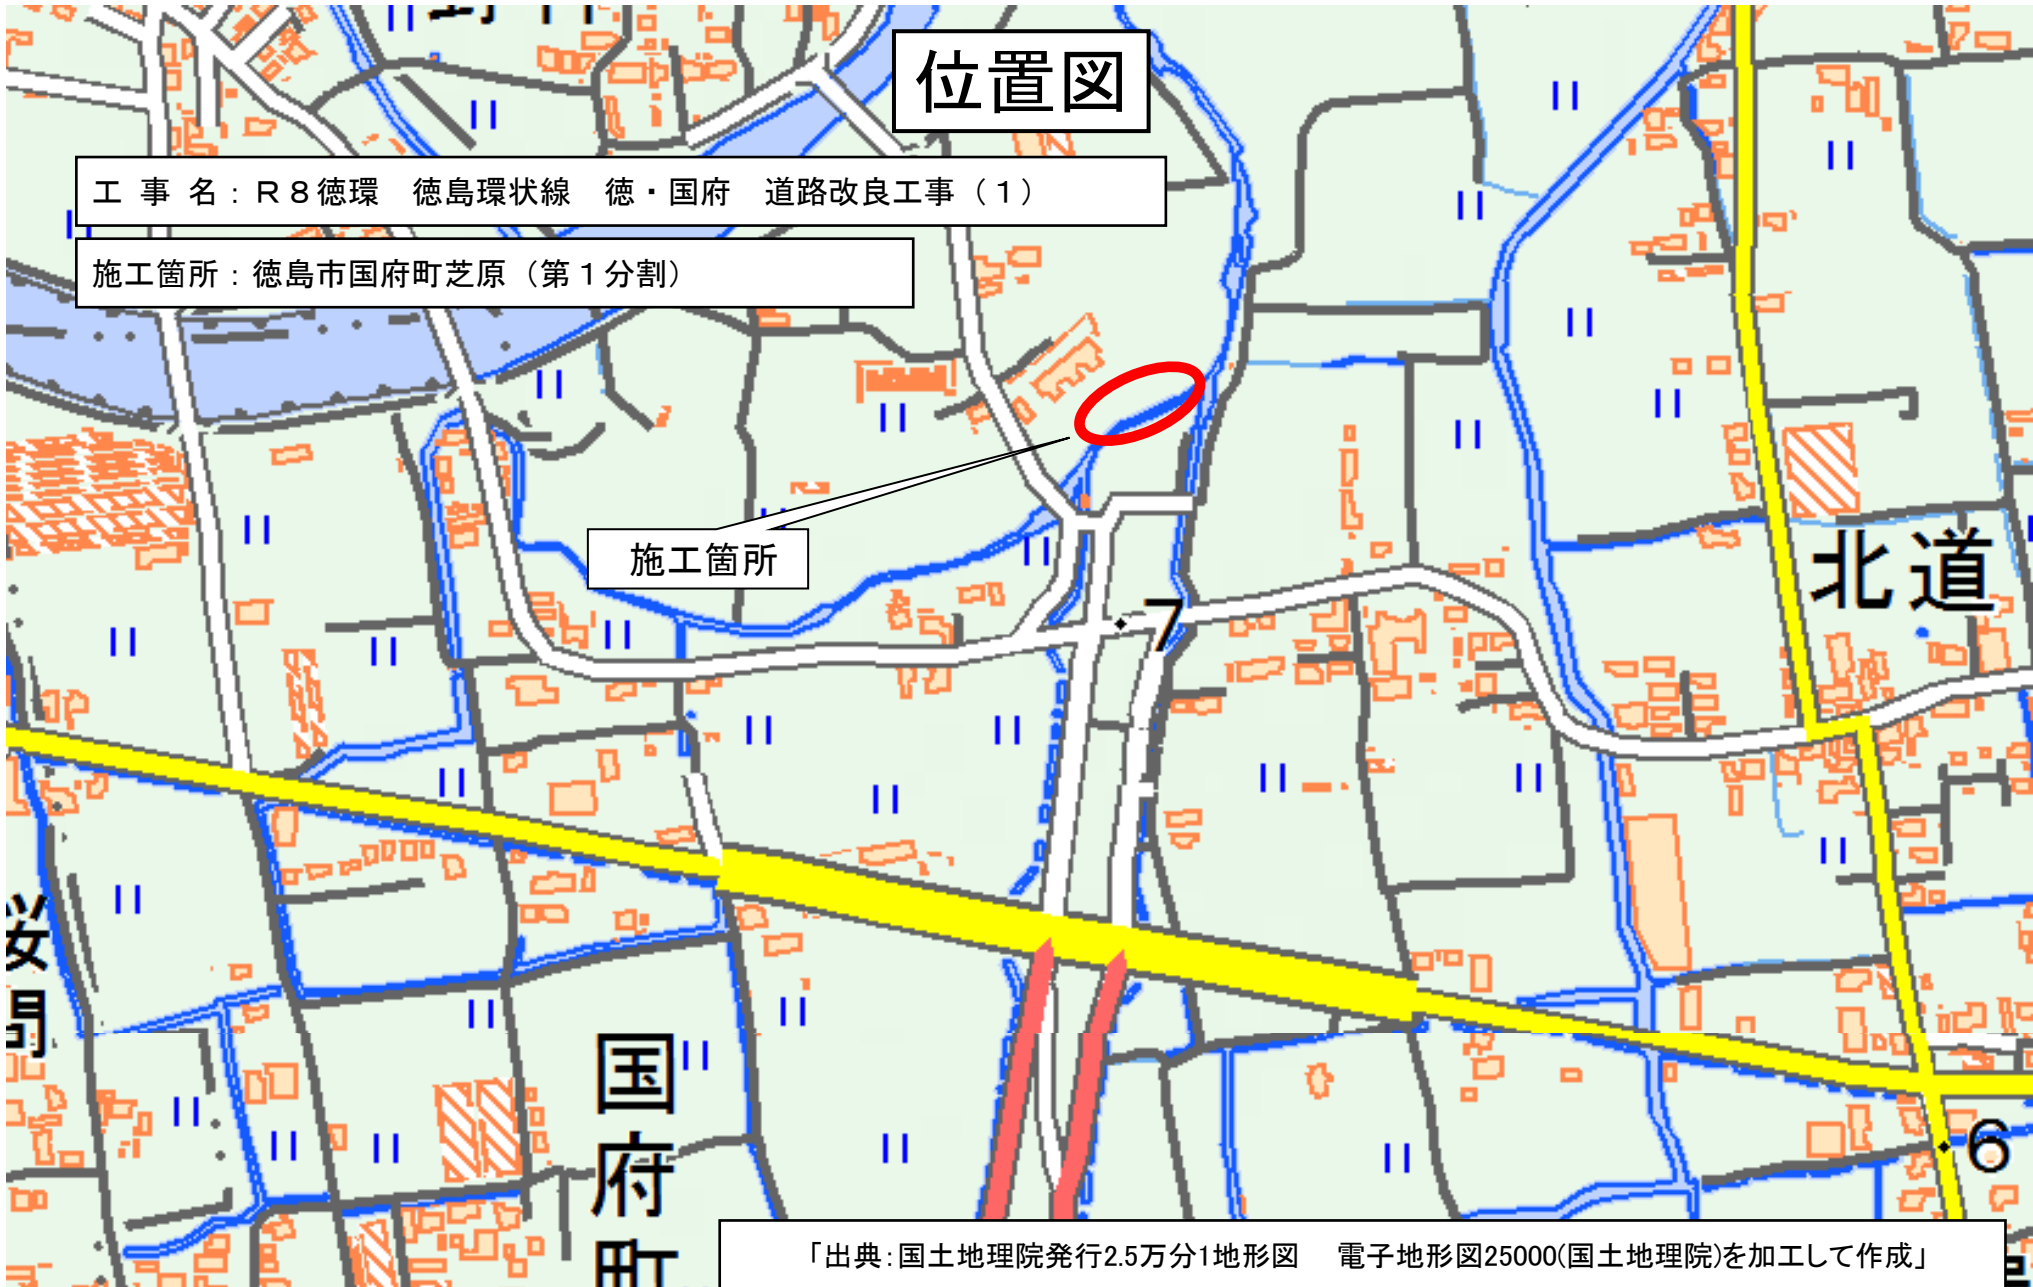 位置図
工 事 名：Ｒ８徳環　徳島環状線　徳・国府　道路改良工事（１）
施工箇所：徳島市国府町芝原（第１分割）
施工箇所
北道
7
国府町
6
「出典：国土地理院発行2.5万分1地形図　電子地形図25000(国土地理院)を加工して作成」